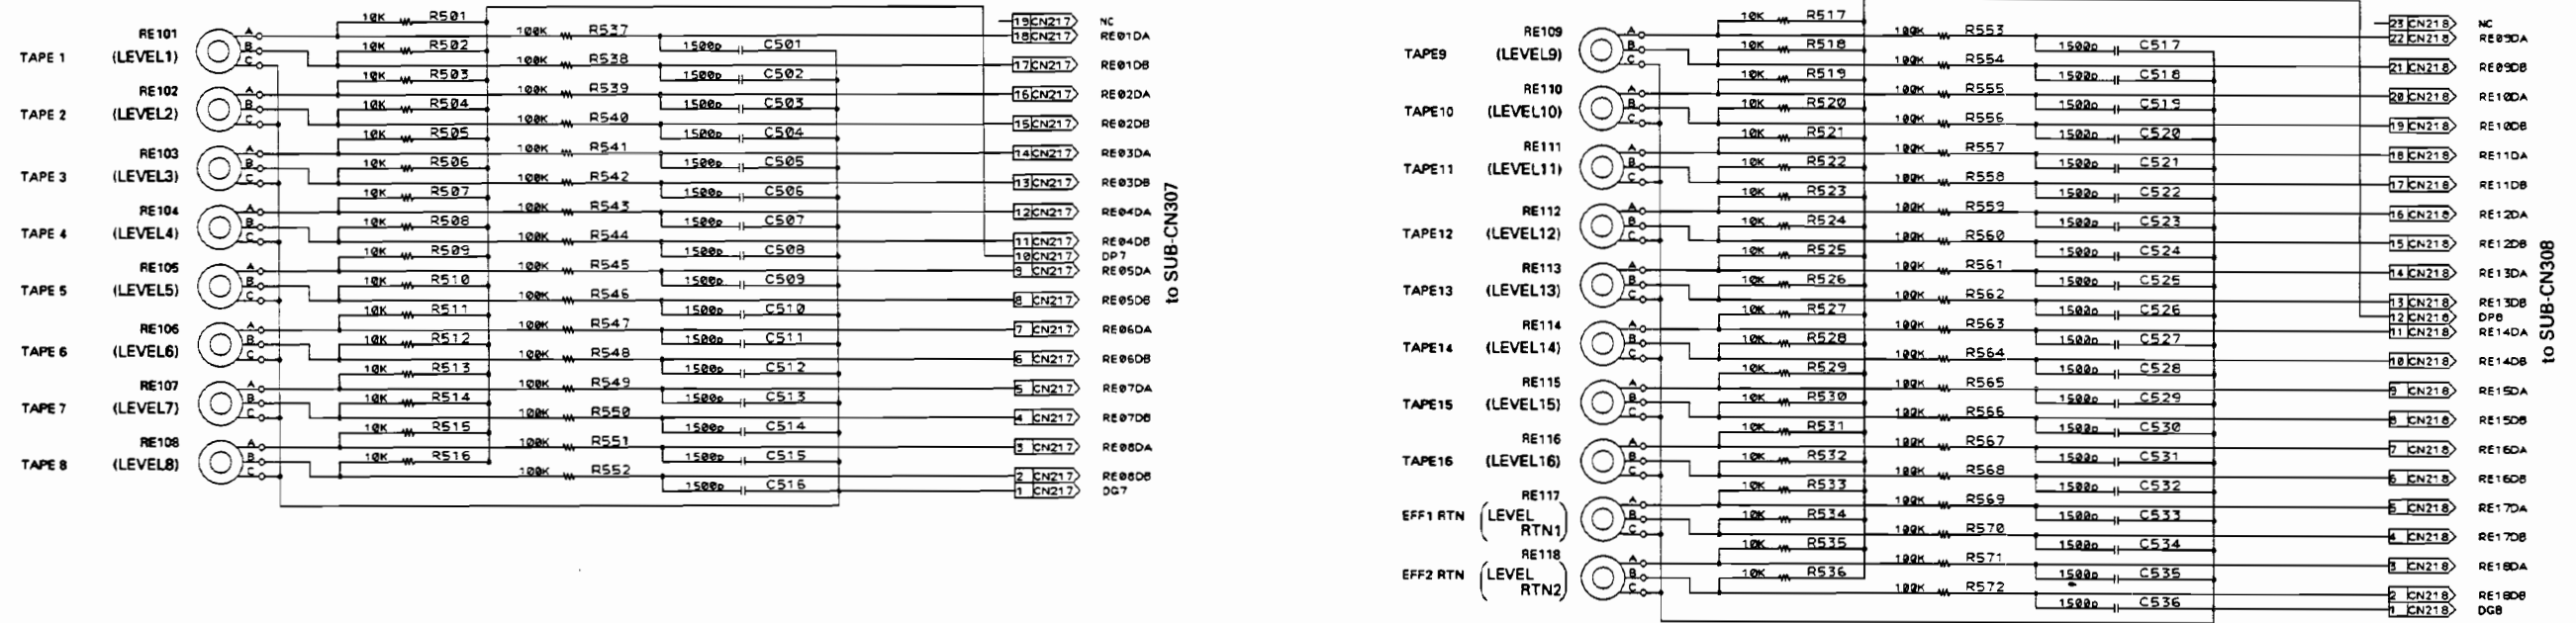 TAPE 1 RE101 (LEVEL1) A B C
TAPE 2 RE102 (LEVEL2) A B C
TAPE 3 RE103 (LEVEL3) A B C
TAPE 4 RE104 (LEVEL4) A B C
TAPE 5 RE105 (LEVEL5) A B C
TAPE 6 RE106 (LEVEL6) A B C
TAPE 7 RE107 (LEVEL7) A B C
TAPE 8 RE108 (LEVEL8) A B C
10K R501
10K R502
10K R503
10K R504
10K R505
10K R506
10K R507
10K R508
10K R509
10K R510
10K R511
10K R512
10K R513
10K R514
10K R515
10K R516
100K R537
100K R538
100K R539
100K R540
100K R541
100K R542
100K R543
100K R544
100K R545
100K R546
100K R547
100K R548
100K R549
100K R550
100K R551
100K R552
1500p C501
1500p C502
1500p C503
1500p C504
1500p C505
1500p C506
1500p C507
1500p C508
1500p C509
1500p C510
1500p C511
1500p C512
1500p C513
1500p C514
1500p C515
1500p C516
19 CN217 NC
18 CN217 RE01DA
17 CN217 RE01DB
16 CN217 RE02DA
15 CN217 RE02DB
14 CN217 RE03DA
13 CN217 RE03DB
12 CN217 RE04DA
11 CN217 RE04DB
10 CN217 DP7
9 CN217 RE05DA
8 CN217 RE05DB
7 CN217 RE06DA
6 CN217 RE06DB
5 CN217 RE07DA
4 CN217 RE07DB
3 CN217 RE08DA
2 CN217 RE08DB
1 CN217 DG7
to SUB-CN307
TAPE9 RE109 (LEVEL9) A B C
TAPE10 RE110 (LEVEL10) A B C
TAPE11 RE111 (LEVEL11) A B C
TAPE12 RE112 (LEVEL12) A B C
TAPE13 RE113 (LEVEL13) A B C
TAPE14 RE114 (LEVEL14) A B C
TAPE15 RE115 (LEVEL15) A B C
TAPE16 RE116 (LEVEL16) A B C
EFF1 RTN RE117 (LEVEL RTN1) A B C
EFF2 RTN RE118 (LEVEL RTN2) A B C
10K R517
10K R518
10K R519
10K R520
10K R521
10K R522
10K R523
10K R524
10K R525
10K R526
10K R527
10K R528
10K R529
10K R530
10K R531
10K R532
10K R533
10K R534
10K R535
10K R536
100K R553
100K R554
100K R555
100K R556
100K R557
100K R558
100K R559
100K R560
100K R561
100K R562
100K R563
100K R564
100K R565
100K R566
100K R567
100K R568
100K R569
100K R570
100K R571
100K R572
1500p C517
1500p C518
1500p C519
1500p C520
1500p C521
1500p C522
1500p C523
1500p C524
1500p C525
1500p C526
1500p C527
1500p C528
1500p C529
1500p C530
1500p C531
1500p C532
1500p C533
1500p C534
1500p C535
1500p C536
23 CN218 NC
22 CN218 RE09DA
21 CN218 RE09DB
20 CN218 RE10DA
19 CN218 RE10DB
18 CN218 RE11DA
17 CN218 RE11DB
16 CN218 RE12DA
15 CN218 RE12DB
14 CN218 RE13DA
13 CN218 RE13DB
12 CN218 DP8
11 CN218 RE14DA
10 CN218 RE14DB
9 CN218 RE15DA
8 CN218 RE15DB
7 CN218 RE16DA
6 CN218 RE16DB
5 CN218 RE17DA
4 CN218 RE17DB
3 CN218 RE18DA
2 CN218 RE18DB
1 CN218 DG8
to SUB-CN308